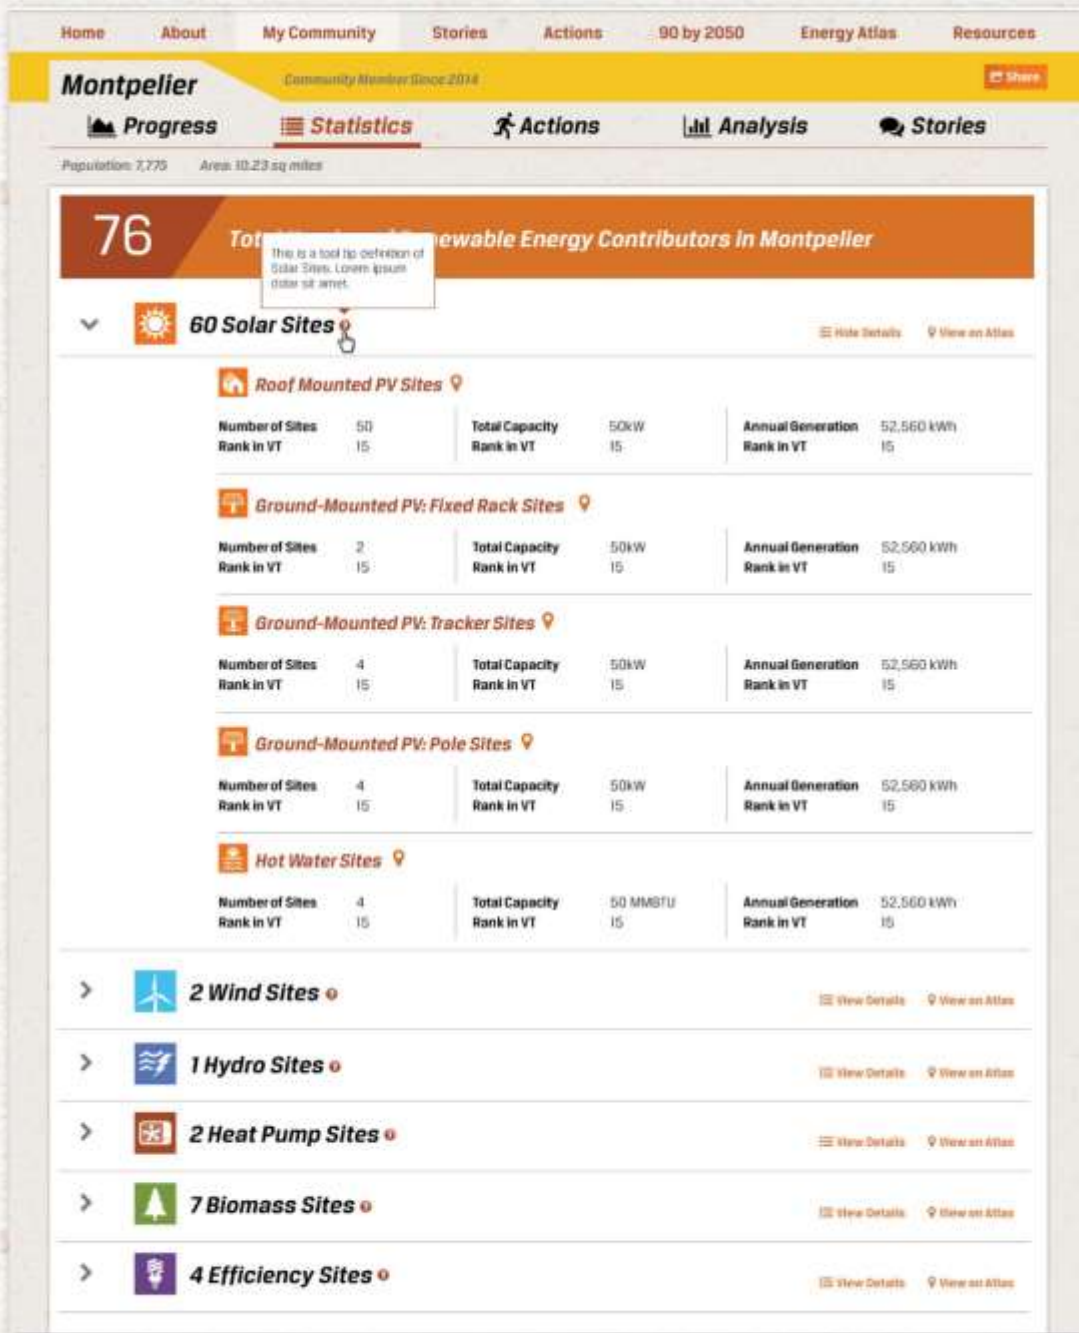 Home About My Community Stories Actions 90 by 2050 Energy Atlas Resources
Montpelier Community Member Since 2014 Share
Progress Statistics Actions Analysis Stories
Population: 7,775 Area: 10.23 sq miles
76 Tot ewable Energy Contributors in Montpelier
This is a tool tip definition of
Solar Sites. Lorem ipsum
dolor sit amet.
60 Solar Sites ? Hide Details View on Atlas
Roof Mounted PV Sites
Number of Sites 50 Total Capacity 50kW Annual Generation 52,560 kWh
Rank in VT 15 Rank in VT 15 Rank in VT 15
Ground-Mounted PV: Fixed Rack Sites
Number of Sites 2 Total Capacity 50kW Annual Generation 52,560 kWh
Rank in VT 15 Rank in VT 15 Rank in VT 15
Ground-Mounted PV: Tracker Sites
Number of Sites 4 Total Capacity 50kW Annual Generation 52,560 kWh
Rank in VT 15 Rank in VT 15 Rank in VT 15
Ground-Mounted PV: Pole Sites
Number of Sites 4 Total Capacity 50kW Annual Generation 52,560 kWh
Rank in VT 15 Rank in VT 15 Rank in VT 15
Hot Water Sites
Number of Sites 4 Total Capacity 50 MMBTU Annual Generation 52,560 kWh
Rank in VT 15 Rank in VT 15 Rank in VT 15
2 Wind Sites ? View Details View on Atlas
1 Hydro Sites ? View Details View on Atlas
2 Heat Pump Sites ? View Details View on Atlas
7 Biomass Sites ? View Details View on Atlas
4 Efficiency Sites ? View Details View on Atlas